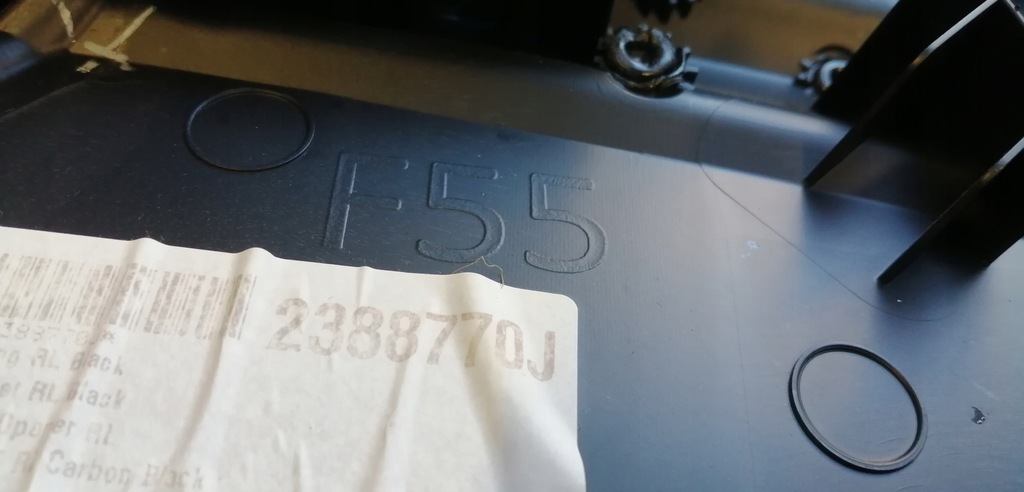 F55
2388770J
RL Black
RL Black
RL
Carbon Black